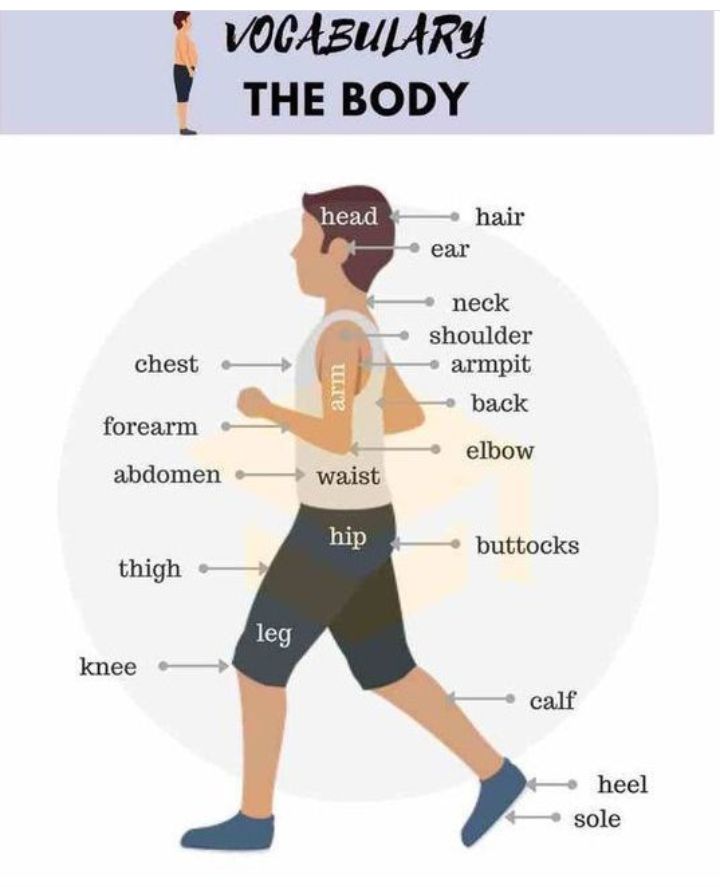 VOCABULARY
THE BODY
head
hair
ear
neck
shoulder
chest
armpit
arm
back
forearm
elbow
abdomen
waist
hip
buttocks
thigh
leg
knee
calf
heel
sole